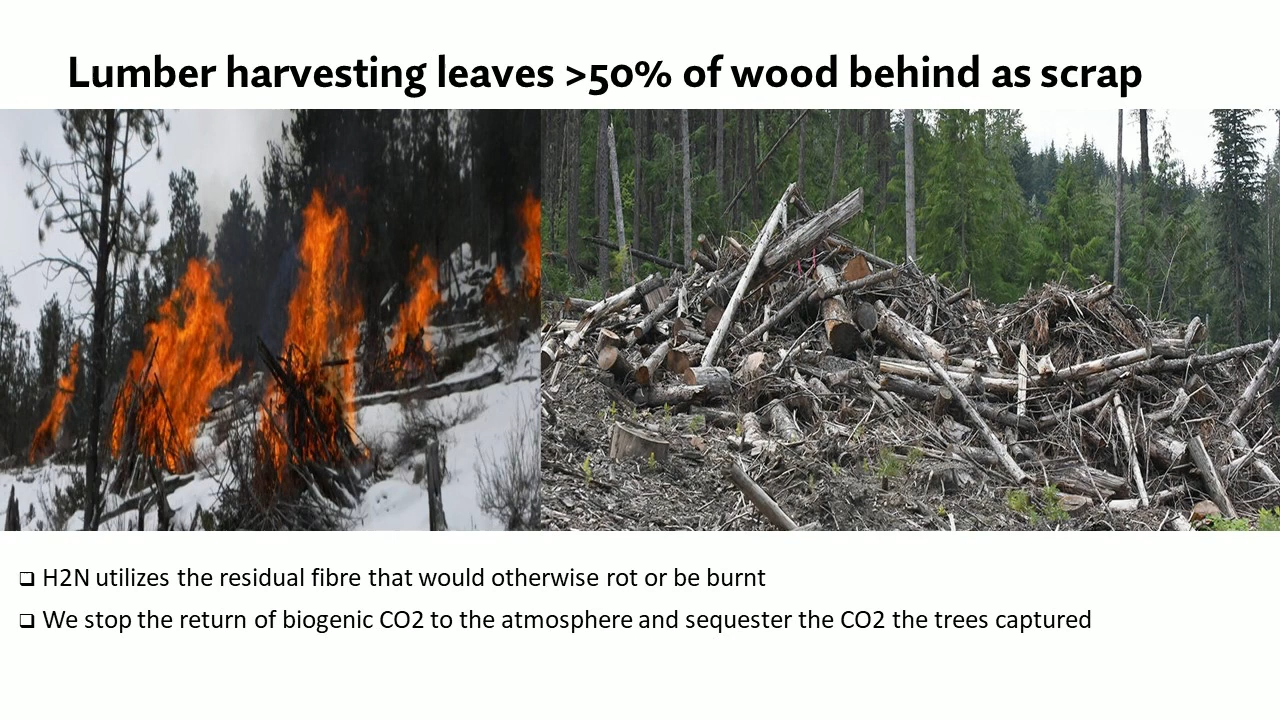 Lumber harvesting leaves >50% of wood behind as scrap
❑ H2N utilizes the residual fibre that would otherwise rot or be burnt
❑ We stop the return of biogenic CO2 to the atmosphere and sequester the CO2 the trees captured